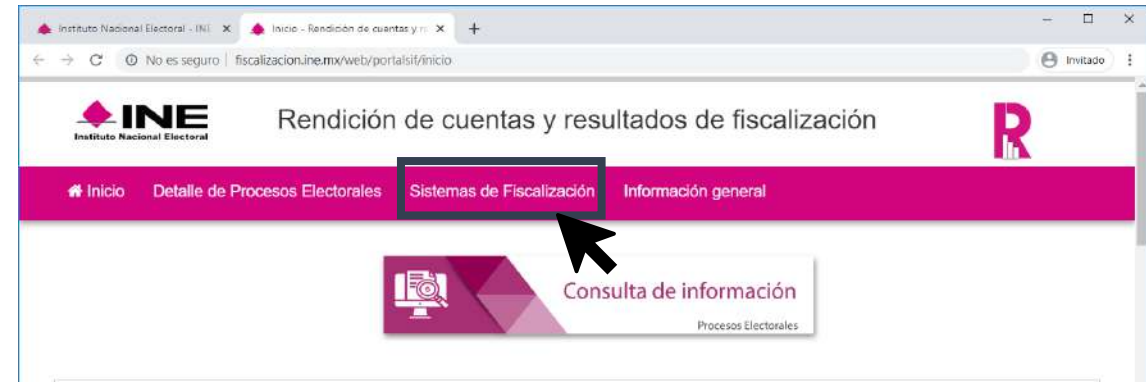 Instituto Nacional Electoral - INE
Inicio - Rendición de cuentas y r
No es seguro | fiscalizacion.ine.mx/web/portalsif/inicio
Invitado
INE
Instituto Nacional Electoral
Rendición de cuentas y resultados de fiscalización
R
Inicio Detalle de Procesos Electorales Sistemas de Fiscalización Información general
Consulta de información
Procesos Electorales